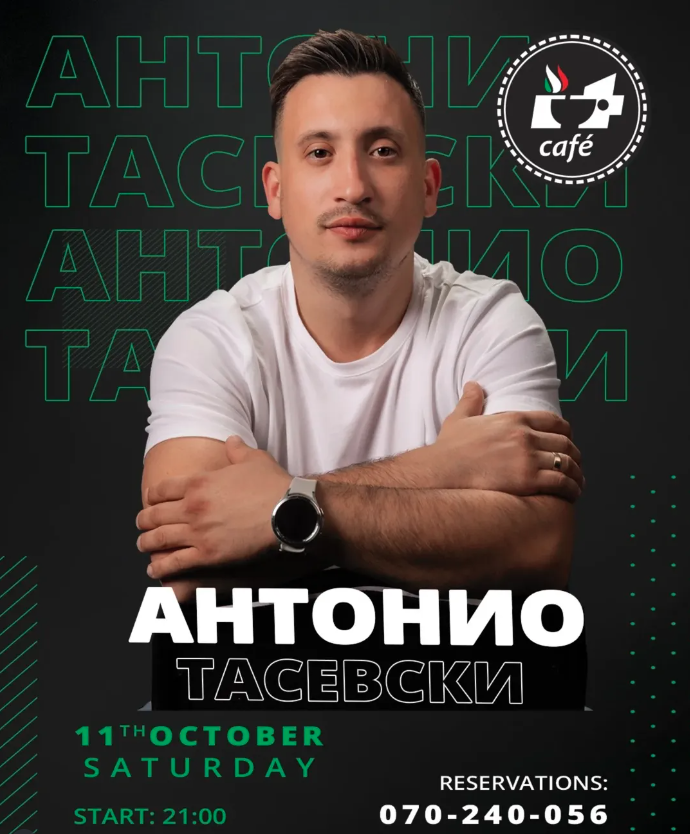 АНТОНИО
ТАСЕВСКИ
АНТОНИО
ТАСЕВСКИ
café
АНТОНИО
ТАСЕВСКИ
11TH OCTOBER
SATURDAY
START: 21:00
RESERVATIONS:
070-240-056